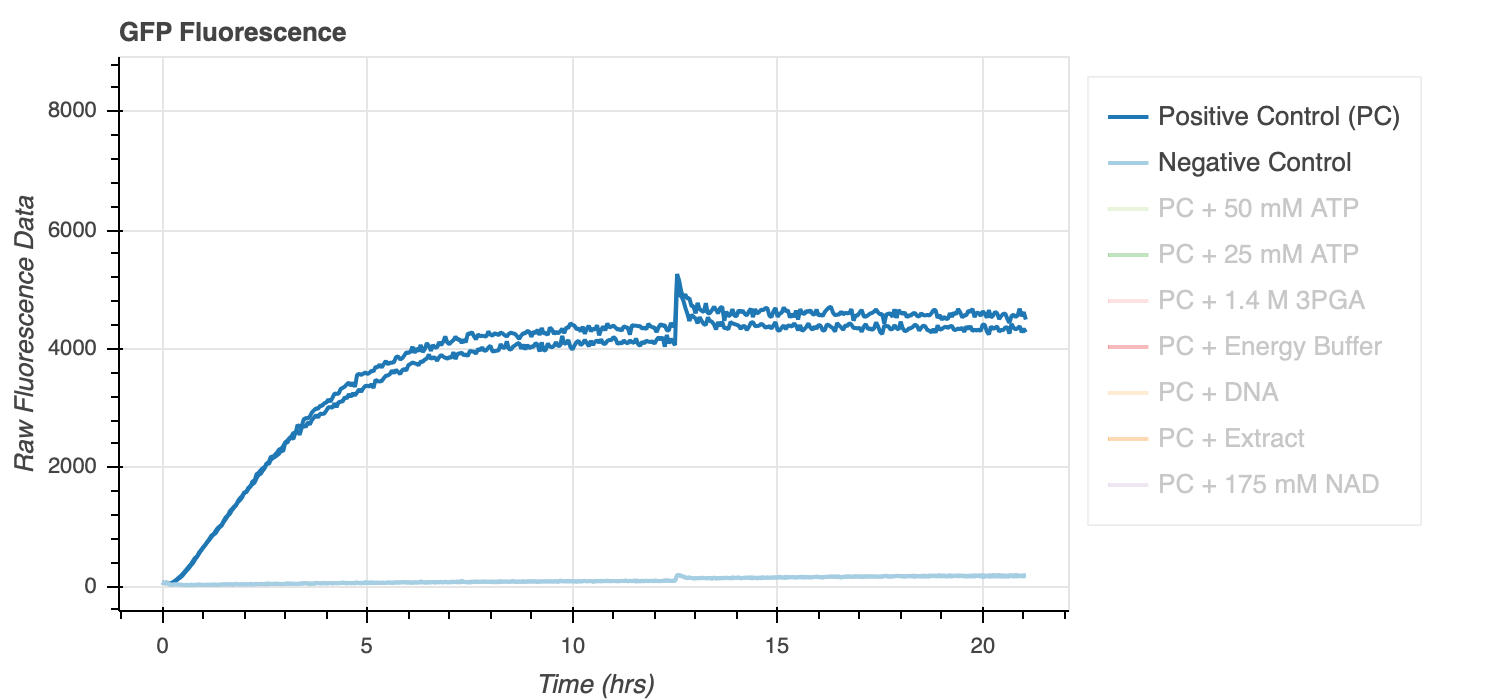 GFP Fluorescence
Raw Fluorescence Data
8000
6000
4000
2000
0
0 5 10 15 20
Time (hrs)
Positive Control (PC)
Negative Control
PC + 50 mM ATP
PC + 25 mM ATP
PC + 1.4 M 3PGA
PC + Energy Buffer
PC + DNA
PC + Extract
PC + 175 mM NAD